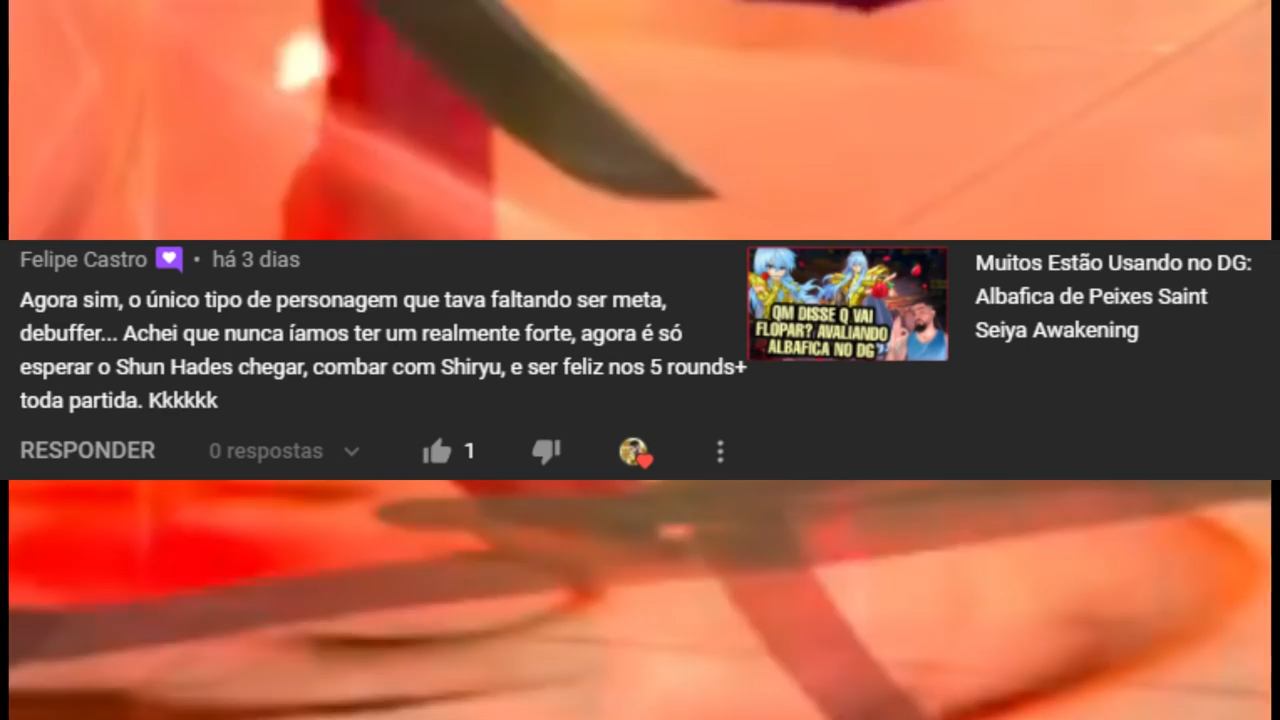 Felipe Castro • há 3 dias
Agora sim, o único tipo de personagem que tava faltando ser meta,
debuffer... Achei que nunca íamos ter um realmente forte, agora é só
esperar o Shun Hades chegar, combar com Shiryu, e ser feliz nos 5 rounds+
toda partida. Kkkkkk
RESPONDER 0 respostas 1
QM DISSE Q VAI
FLOPAR? AVALIANDO
ALBAFICA NO DG
Muitos Estão Usando no DG:
Albafica de Peixes Saint
Seiya Awakening